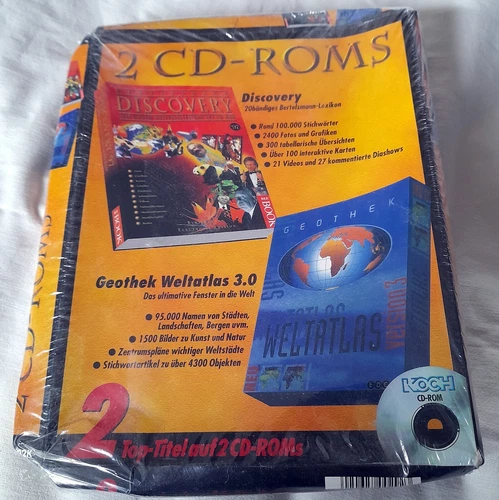 2 CD-ROMS
DISCOVERY
Discovery
20bändiges Bertelsmann-Lexikon
• Rund 100.000 Stichwörter
• 2400 Fotos und Grafiken
• 300 tabellarische Übersichten
• Über 100 interaktive Karten
• 21 Videos und 27 kommentierte Diashows
GEOTHEK
WELTATLAS
Geothek Weltatlas 3.0
Das ultimative Fenster in die Welt
• 95.000 Namen von Städten,
Landschaften, Bergen uvm.
• 1500 Bilder zu Kunst und Natur
• Zentrumspläne wichtiger Weltstädte
• Stichwortartikel zu über 4300 Objekten
2 Top-Titel auf 2 CD-ROMs
KOCH
CD-ROM
2 CD-ROMS